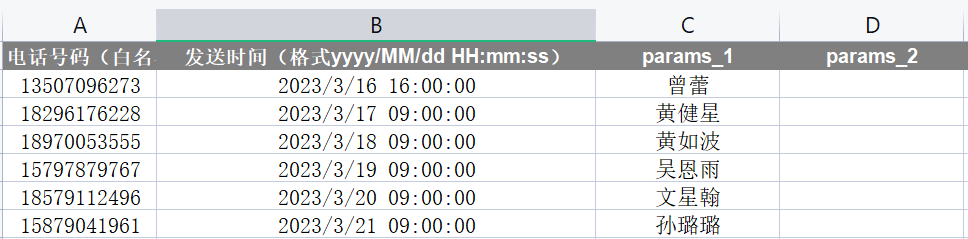 A B C D
电话号码（白名 发送时间（格式yyyy/MM/dd HH:mm:ss） params_1 params_2
13507096273 2023/3/16 16:00:00 曾蕾
18296176228 2023/3/17 09:00:00 黄健星
18970053555 2023/3/18 09:00:00 黄如波
15797879767 2023/3/19 09:00:00 吴恩雨
18579112496 2023/3/20 09:00:00 文星翰
15879041961 2023/3/21 09:00:00 孙璐璐